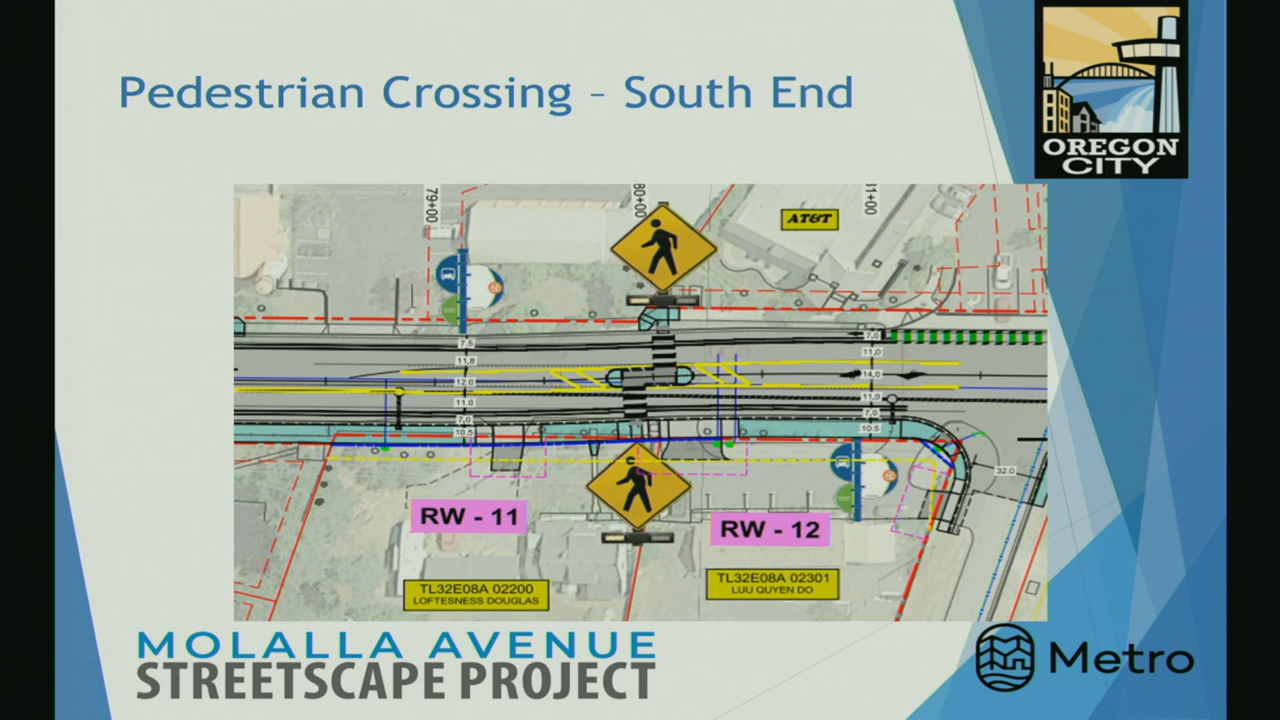 Pedestrian Crossing – South End
OREGON
CITY
79+00
80+00
81+00
AT&T
7.5
11.8
12.0
11.0
7.0
10.5
7.0
11.0
14.0
11.0
7.0
10.5
32.0
RW - 11
RW - 12
TL32E08A 02200
LOFTESNESS DOUGLAS
TL32E08A 02301
LUU QUYEN DO
MOLALLA AVENUE
STREETSCAPE PROJECT
Metro